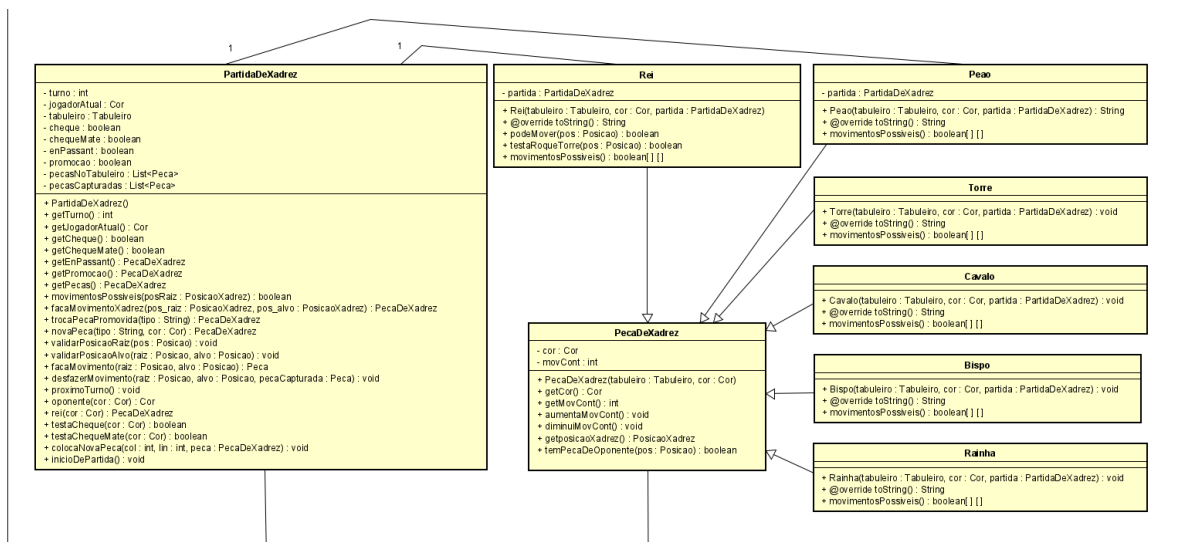 1
1
PartidaDeXadrez
- turno : int
- jogadorAtual : Cor
- tabuleiro : Tabuleiro
- cheque : boolean
- chequeMate : boolean
- enPassant : boolean
- promocao : boolean
- pecasNoTabuleiro : List<Peca>
- pecasCapturadas : List<Peca>
+ PartidaDeXadrez()
+ getTurno() : int
+ getJogadorAtual() : Cor
+ getCheque() : boolean
+ getChequeMate() : boolean
+ getEnPassant() : PecaDeXadrez
+ getPromocao() : PecaDeXadrez
+ getPecas() : PecaDeXadrez
+ movimentosPossiveis(posRaiz : PosicaoXadrez) : boolean
+ facaMovimentoXadrez(pos_raiz : PosicaoXadrez, pos_alvo : PosicaoXadrez) : PecaDeXadrez
+ trocaPecaPromovida(tipo : String) : PecaDeXadrez
+ novaPeca(tipo : String, cor : Cor) : PecaDeXadrez
+ validarPosicaoRaiz(pos : Posicao) : void
+ validarPosicaoAlvo(raiz : Posicao, alvo : Posicao) : void
+ facaMovimento(raiz : Posicao, alvo : Posicao) : Peca
+ desfazerMovimento(raiz : Posicao, alvo : Posicao, pecaCapturada : Peca) : void
+ proximoTurno() : void
+ oponente(cor : Cor) : Cor
+ rei(cor : Cor) : PecaDeXadrez
+ testaCheque(cor : Cor) : boolean
+ testaChequeMate(cor : Cor) : boolean
+ colocaNovaPeca(col : int, lin : int, peca : PecaDeXadrez) : void
+ inicioDePartida() : void
Rei
- partida : PartidaDeXadrez
+ Rei(tabuleiro : Tabuleiro, cor : Cor, partida : PartidaDeXadrez)
+ @override toString() : String
+ podeMover(pos : Posicao) : boolean
+ testaRoqueTorre(pos : Posicao) : boolean
+ movimentosPossiveis() : boolean[ ] [ ]
Peao
- partida : PartidaDeXadrez
+ Peao(tabuleiro : Tabuleiro, cor : Cor, partida : PartidaDeXadrez) : String
+ @override toString() : String
+ movimentosPossiveis() : boolean[ ] [ ]
Torre
+ Torre(tabuleiro : Tabuleiro, cor : Cor, partida : PartidaDeXadrez) : void
+ @override toString() : String
+ movimentosPossiveis() : boolean[ ] [ ]
Cavalo
+ Cavalo(tabuleiro : Tabuleiro, cor : Cor, partida : PartidaDeXadrez) : void
+ @override toString() : String
+ movimentosPossiveis() : boolean[ ] [ ]
PecaDeXadrez
- cor : Cor
- movCont : int
+ PecaDeXadrez(tabuleiro : Tabuleiro, cor : Cor)
+ getCor() : Cor
+ getMovCont() : int
+ aumentaMovCont() : void
+ diminuiMovCont() : void
+ getposicaoXadrez() : PosicaoXadrez
+ temPecaDeOponente(pos : Posicao) : boolean
Bispo
+ Bispo(tabuleiro : Tabuleiro, cor : Cor, partida : PartidaDeXadrez) : void
+ @override toString() : String
+ movimentosPossiveis() : boolean[ ] [ ]
Rainha
+ Rainha(tabuleiro : Tabuleiro, cor : Cor, partida : PartidaDeXadrez) : void
+ @override toString() : String
+ movimentosPossiveis() : boolean[ ] [ ]